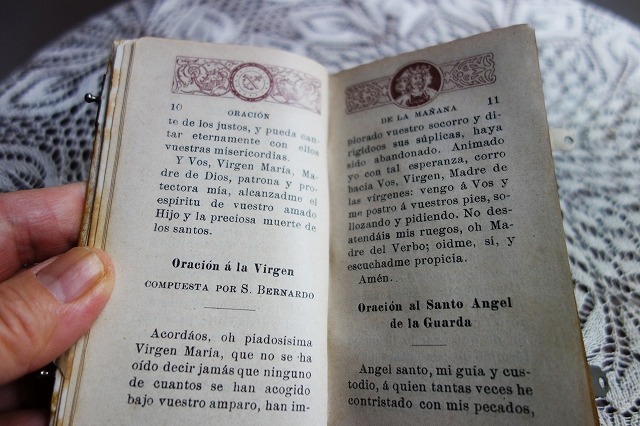 10
ORACIÓN
te de los justos, y pueda can-
tar eternamente con ellos
vuestras misericordias.
Y Vos, Virgen María, Ma-
dre de Dios, patrona y pro-
tectora mía, alcanzadme el
espíritu de vuestro amado
Hijo y la preciosa muerte de
los santos.
Oración á la Virgen
COMPUESTA POR S. BERNARDO
Acordáos, oh piadosísima
Virgen María, que no se ha
oído decir jamás que ninguno
de cuantos se han acogido
bajo vuestro amparo, han im-
DE LA MAÑANA
11
plorado vuestro socorro y di-
rigídoos sus súplicas, haya
sido abandonado. Animado
yo con tal esperanza, corro
hacia Vos, Virgen, Madre de
las vírgenes: vengo á Vos y
me postro á vuestros pies, so-
llozando y pidiendo. No des-
atendáis mis ruegos, oh Ma-
dre del Verbo; oidme, sí, y
escuchadme propicia.
Amén.
Oración al Santo Angel
de la Guarda
Angel santo, mi guía y cus-
todio, á quien tantas veces he
contristado con mis pecados,